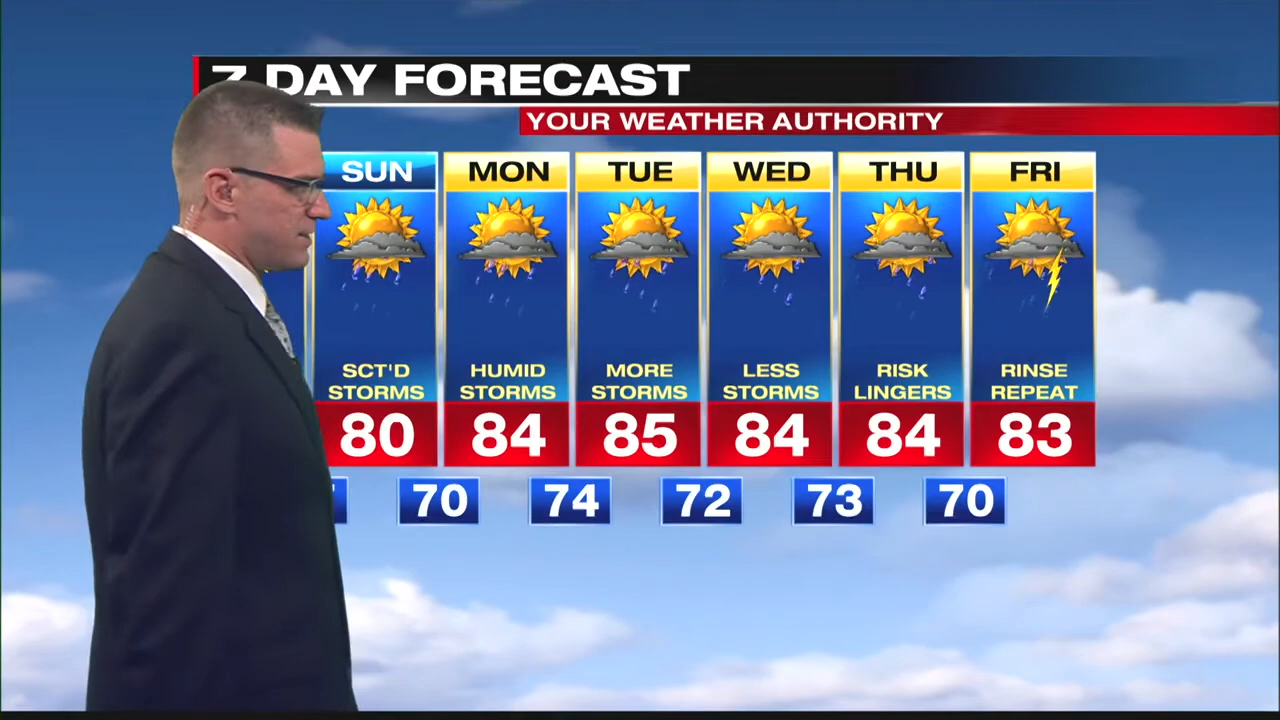 DAY FORECAST
YOUR WEATHER AUTHORITY
SUN MON TUE WED THU FRI
SCT'D STORMS
HUMID STORMS
MORE STORMS
LESS STORMS
RISK LINGERS
RINSE REPEAT
80 84 85 84 84 83
70 74 72 73 70